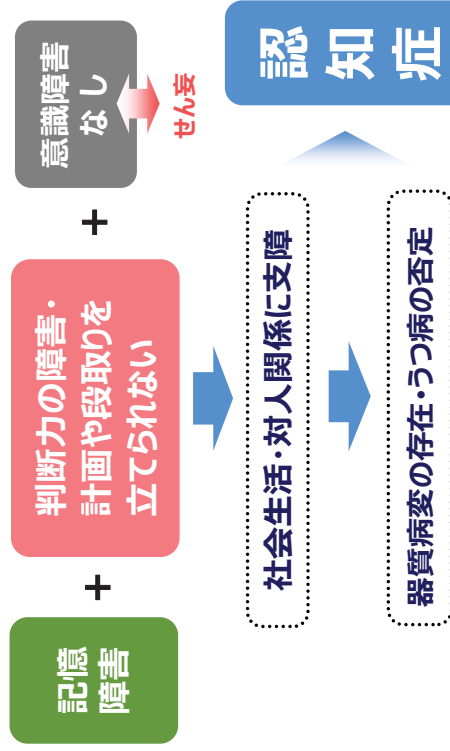 記憶
障害
+
判断力の障害・
計画や段取りを
立てられない
+
意識障害
なし
せん妄
社会生活・対人関係に支障
器質病変の存在・うつ病の否定
認知症